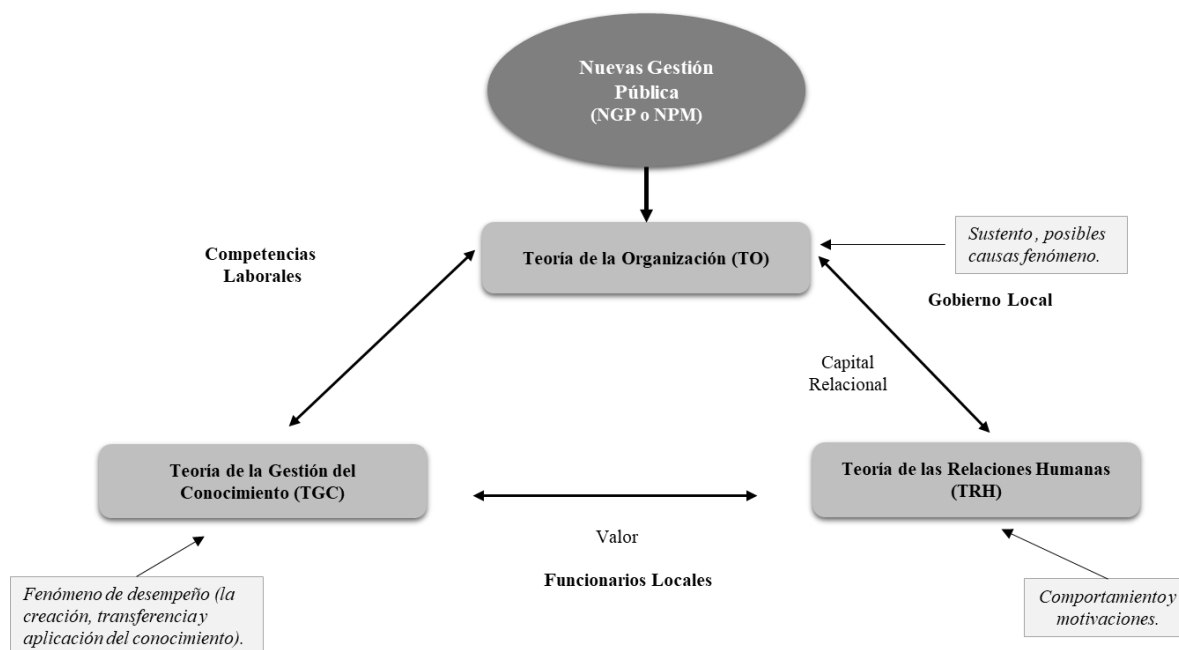 Nuevas Gestión
Pública
(NGP o NPM)
Competencias
Laborales
Teoría de la Organización (TO)
Sustento , posibles
causas fenómeno.
Gobierno Local
Capital
Relacional
Teoría de la Gestión del
Conocimiento (TGC)
Teoría de las Relaciones Humanas
(TRH)
Valor
Funcionarios Locales
Fenómeno de desempeño (la
creación, transferencia y
aplicación del conocimiento).
Comportamiento y
motivaciones.